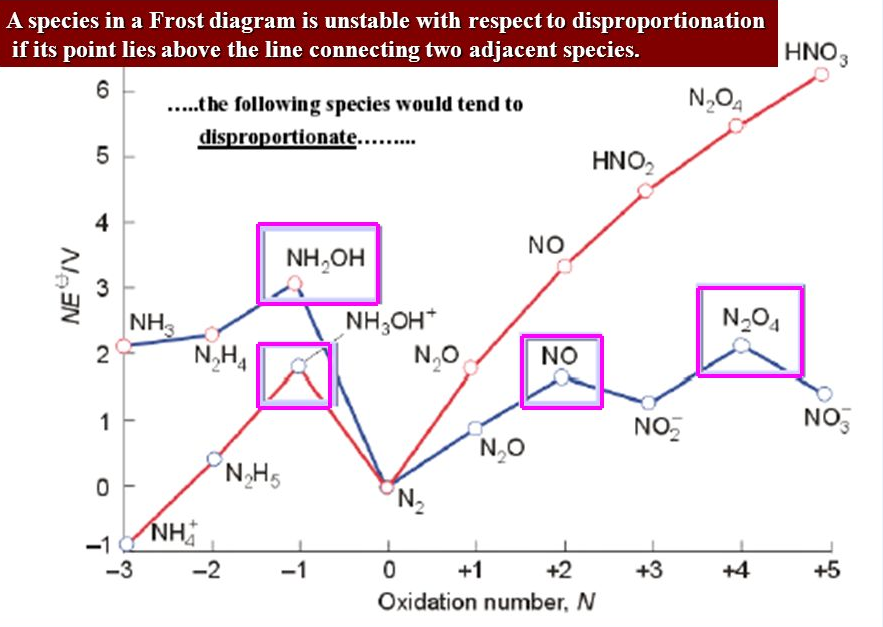 A species in a Frost diagram is unstable with respect to disproportionation
if its point lies above the line connecting two adjacent species.
HNO₃
6
.....the following species would tend to
N₂O₄
disproportionate.........
5
HNO₂
4
NO
NH₂OH
NE⊖/V
3
NH₃
NH₃OH⁺
N₂O₄
2
N₂H₄
N₂O
NO
1
NO₂⁻
NO₃⁻
N₂O
N₂H₅
0
N₂
NH₄⁺
−1
−3 −2 −1 0 +1 +2 +3 +4 +5
Oxidation number, N